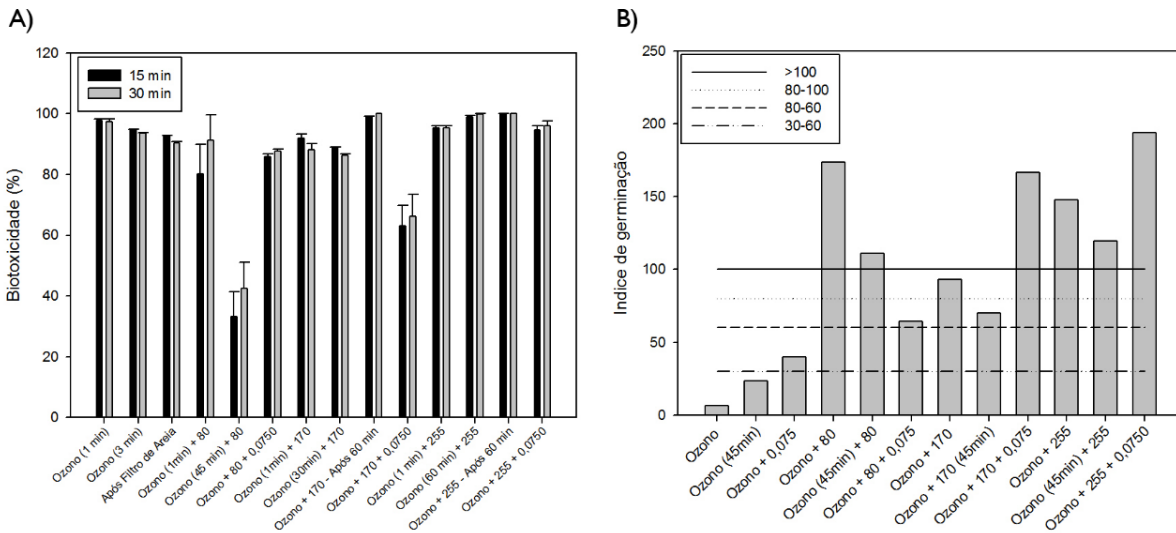 A)
120
100
80
60
40
20
0
Biotoxicidade (%)
15 min
30 min
Ozono (1 min)
Ozono (3 min)
Após Filtro de Areia
Ozono (1min) + 80
Ozono (45 min) + 80
Ozono + 80 + 0,0750
Ozono (1min) + 170
Ozono (30min) + 170
Ozono + 170 - Após 60 min
Ozono + 170 + 0,0750
Ozono (1 min) + 255
Ozono (60 min) + 255
Ozono + 255 - Após 60 min
Ozono + 255 + 0,0750
B)
250
200
150
100
50
0
Indice de germinação
>100
80-100
80-60
30-60
Ozono
Ozono (45min)
Ozono + 0,075
Ozono + 80
Ozono (45min) + 80
Ozono + 80 + 0,075
Ozono + 170
Ozono + 170 (45min)
Ozono + 170 + 0,075
Ozono + 255
Ozono (45min) + 255
Ozono + 255 + 0,0750